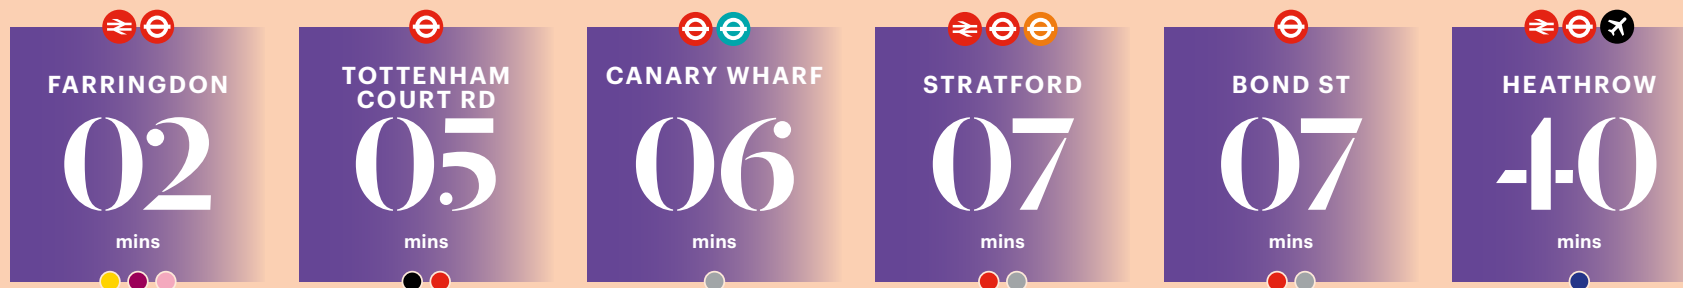 FARRINGDON
02
mins
TOTTENHAM
COURT RD
05
mins
CANARY WHARF
06
mins
STRATFORD
07
mins
BOND ST
07
mins
HEATHROW
40
mins